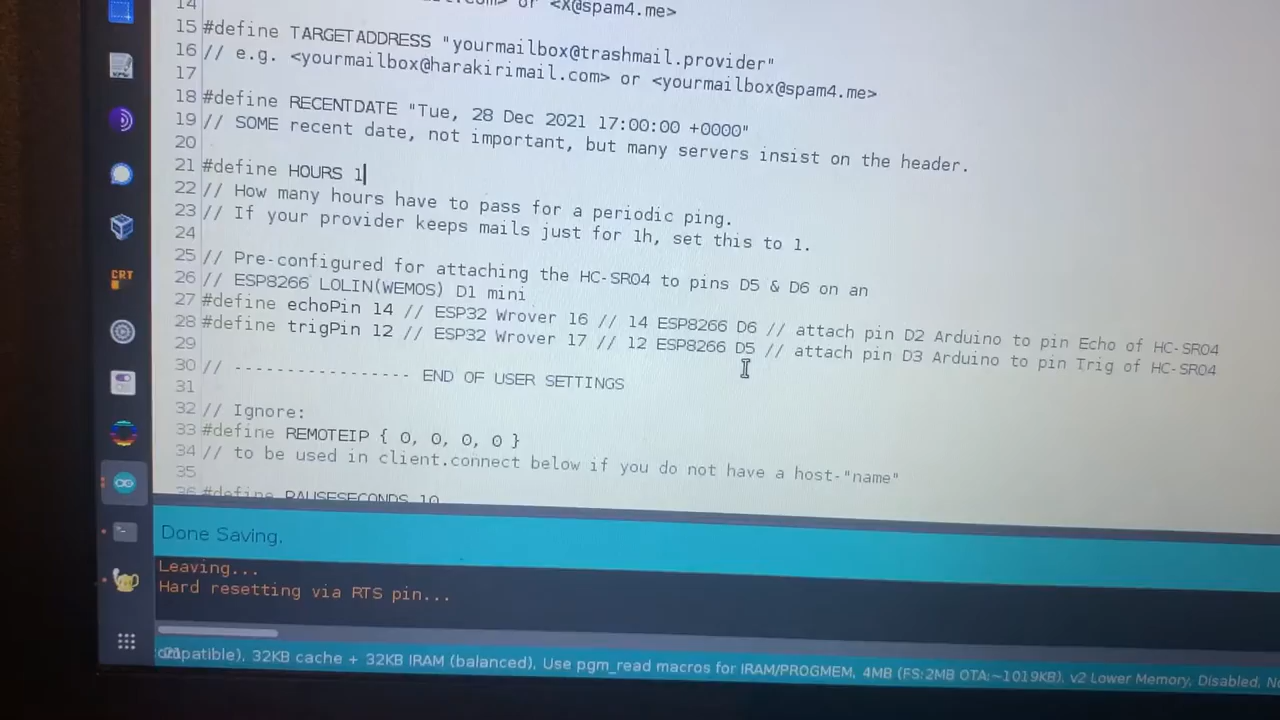 14
or <x@spam4.me>
15 #define TARGETADDRESS "yourmailbox@trashmail.provider"
16 // e.g. <yourmailbox@harakirimail.com> or <yourmailbox@spam4.me>
17
18 #define RECENTDATE "Tue, 28 Dec 2021 17:00:00 +0000"
19 // SOME recent date, not important, but many servers insist on the header.
20
21 #define HOURS 1
22 // How many hours have to pass for a periodic ping.
23 // If your provider keeps mails just for 1h, set this to 1.
24
25 // Pre-configured for attaching the HC-SR04 to pins D5 & D6 on an
26 // ESP8266 LOLIN(WEMOS) D1 mini
27 #define echoPin 14 // ESP32 Wrover 16 // 14 ESP8266 D6 // attach pin D2 Arduino to pin Echo of HC-SR04
28 #define trigPin 12 // ESP32 Wrover 17 // 12 ESP8266 D5 // attach pin D3 Arduino to pin Trig of HC-SR04
29
30 // ---------------- END OF USER SETTINGS
31
32 // Ignore:
33 #define REMOTEIP { 0, 0, 0, 0 }
34 // to be used in client.connect below if you do not have a host-"name"
35
36 #define PAUSESECONDS 10
Done Saving.
Leaving...
Hard resetting via RTS pin...
CRT
ompatible), 32KB cache + 32KB IRAM (balanced), Use pgm_read macros for IRAM/PROGMEM, 4MB (FS:2MB OTA:~1019KB), v2 Lower Memory, Disabled,